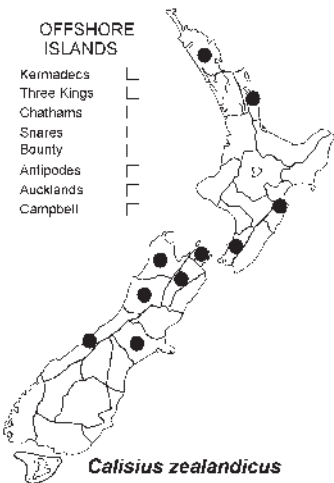 OFFSHORE
ISLANDS
Kermadecs
Three Kings
Chathams
Snares
Bounty
Antipodes
Aucklands
Campbell
Calisius zealandicus